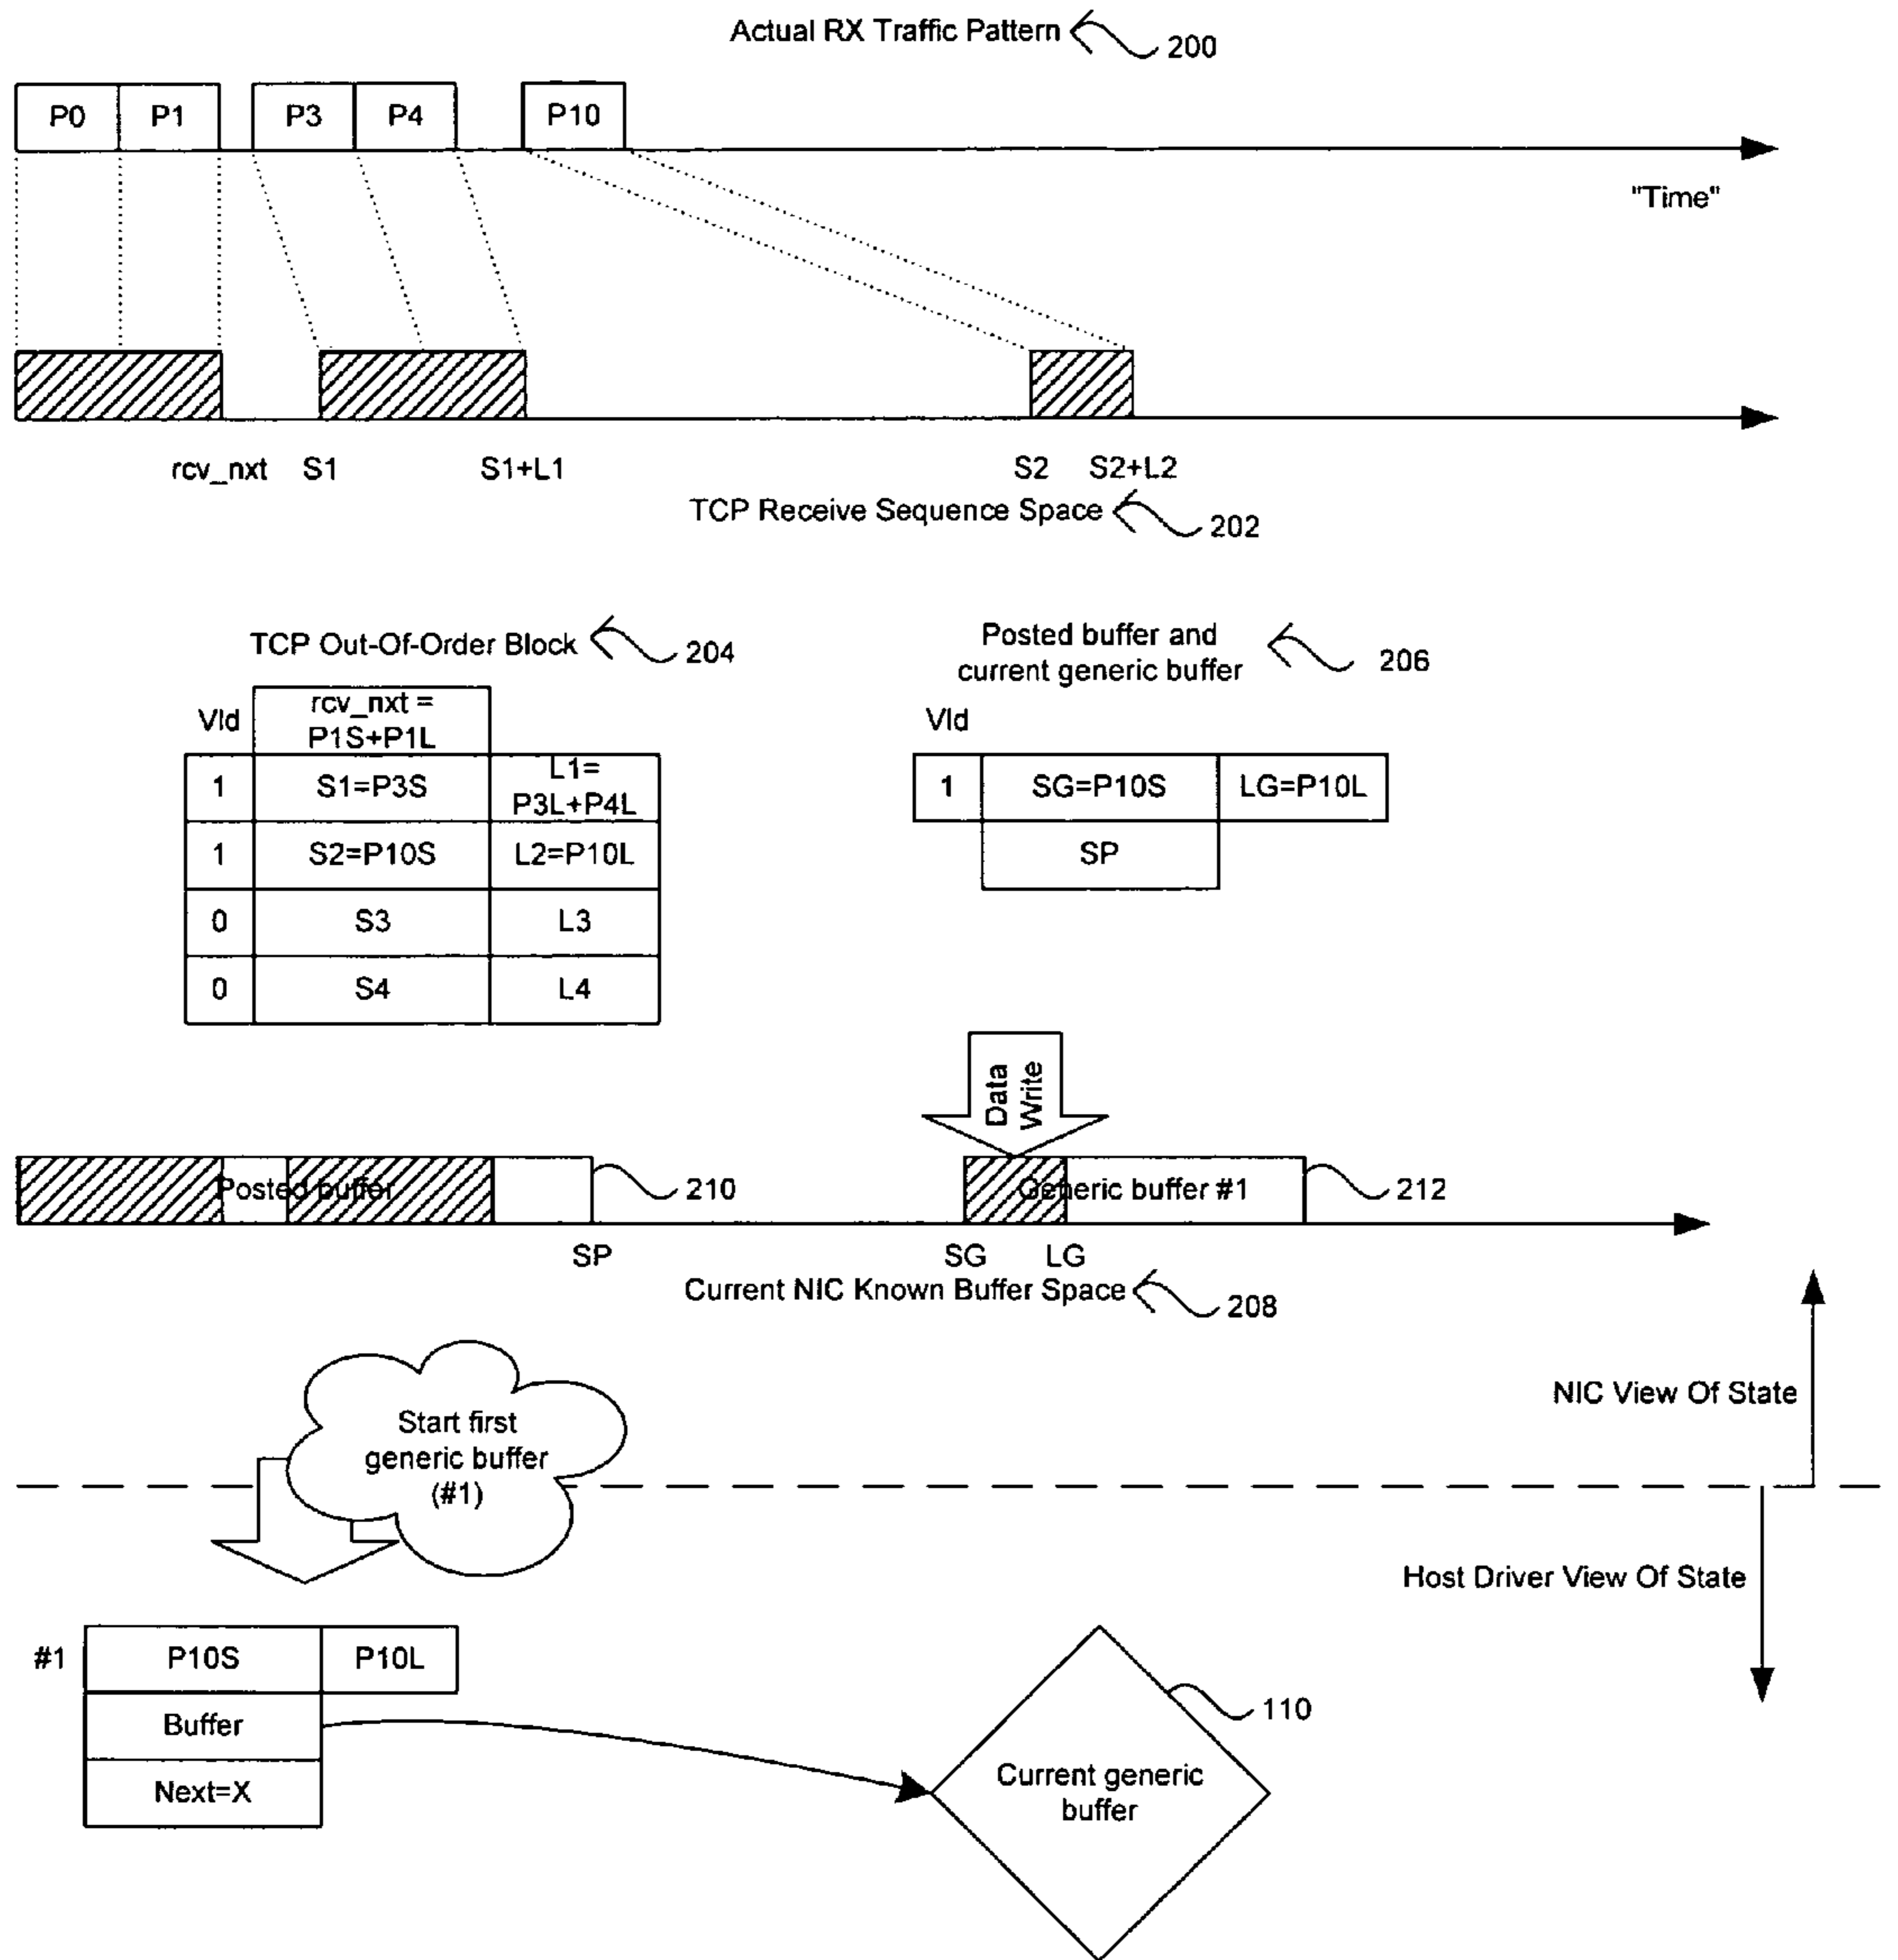 Actual RX Traffic Pattern 200
P0 P1 P3 P4 P10
"Time"
rcv_nxt S1 S1+L1 S2 S2+L2
TCP Receive Sequence Space 202
TCP Out-Of-Order Block 204
Vld
rcv_nxt =
P1S+P1L
1 S1=P3S L1=
P3L+P4L
1 S2=P10S L2=P10L
0 S3 L3
0 S4 L4
Posted buffer and
current generic buffer 206
Vld
1 SG=P10S LG=P10L
SP
Data
Write
Posted buffer 210 Generic buffer #1 212
SP SG LG
Current NIC Known Buffer Space 208
NIC View Of State
Start first
generic buffer
(#1)
Host Driver View Of State
#1 P10S P10L
Buffer
Next=X
110
Current generic
buffer